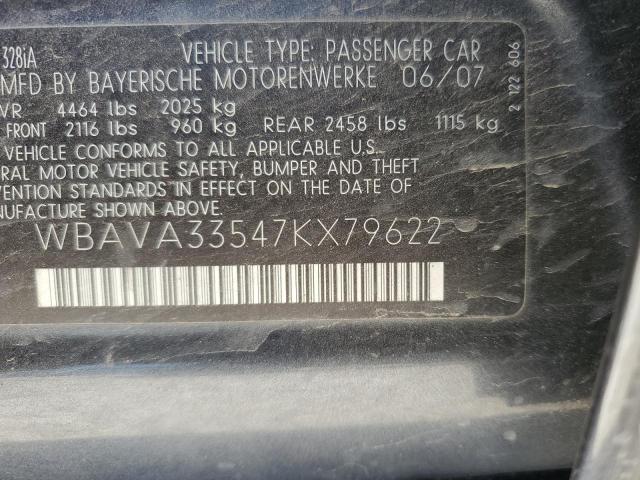 328iA VEHICLE TYPE: PASSENGER CAR
MFD BY BAYERISCHE MOTORENWERKE 06/07
VR 4464 lbs 2025 kg
FRONT 2116 lbs 960 kg REAR 2458 lbs 1115 kg
VEHICLE CONFORMS TO ALL APPLICABLE U.S.
RAL MOTOR VEHICLE SAFETY, BUMPER AND THEFT
VENTION STANDARDS IN EFFECT ON THE DATE OF
MANUFACTURE SHOWN ABOVE.
WBAVA33547KX79622
2 122 606